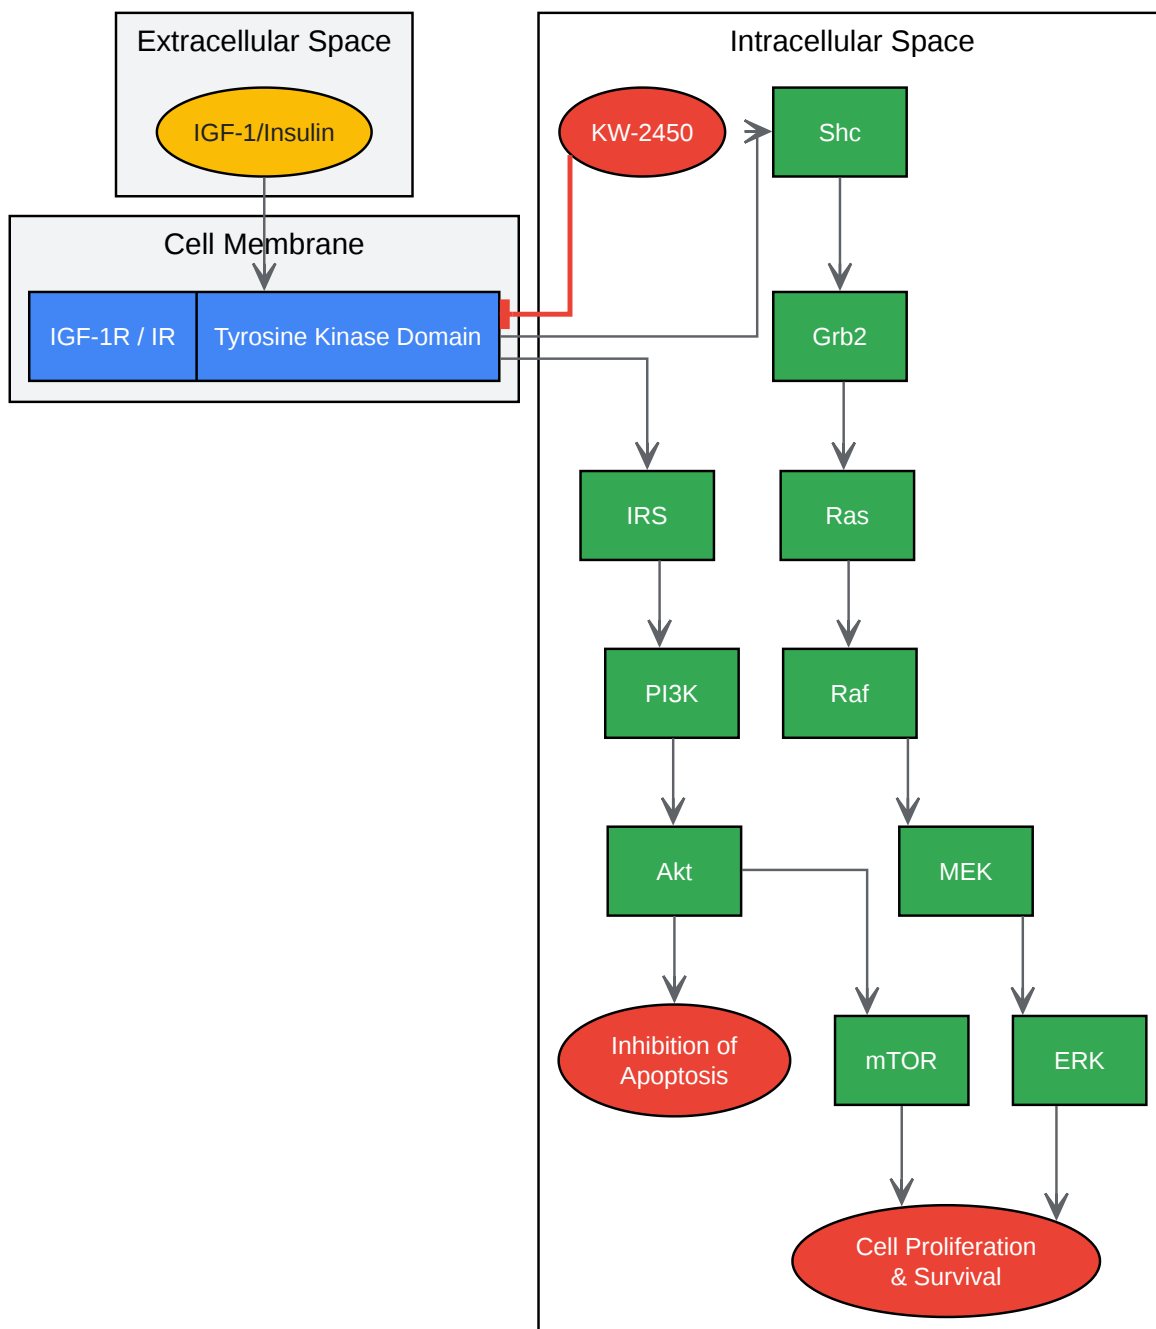 Extracellular Space
Intracellular Space
IGF-1/Insulin
KW-2450
Shc
Cell Membrane
IGF-1R / IR
Tyrosine Kinase Domain
Grb2
IRS
Ras
PI3K
Raf
Akt
MEK
Inhibition of
Apoptosis
mTOR
ERK
Cell Proliferation
& Survival